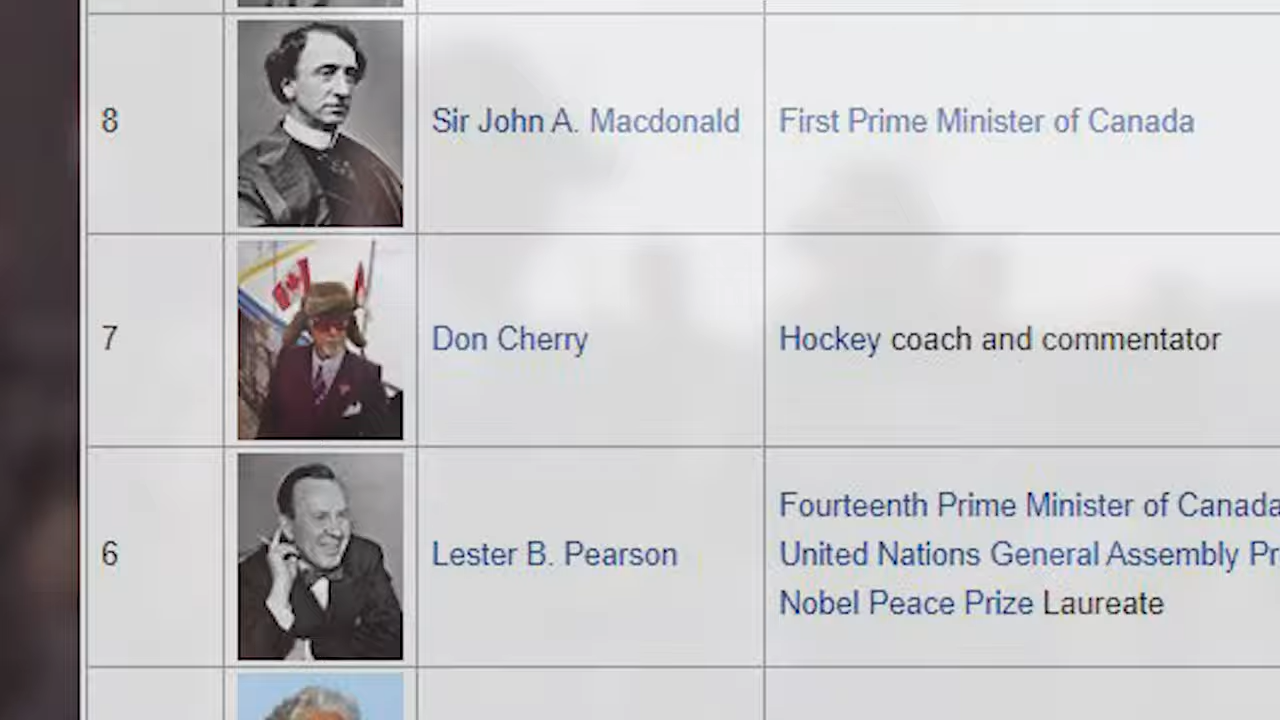 8
Sir John A. Macdonald
First Prime Minister of Canada
7
Don Cherry
Hockey coach and commentator
6
Lester B. Pearson
Fourteenth Prime Minister of Canada
United Nations General Assembly Pr
Nobel Peace Prize Laureate